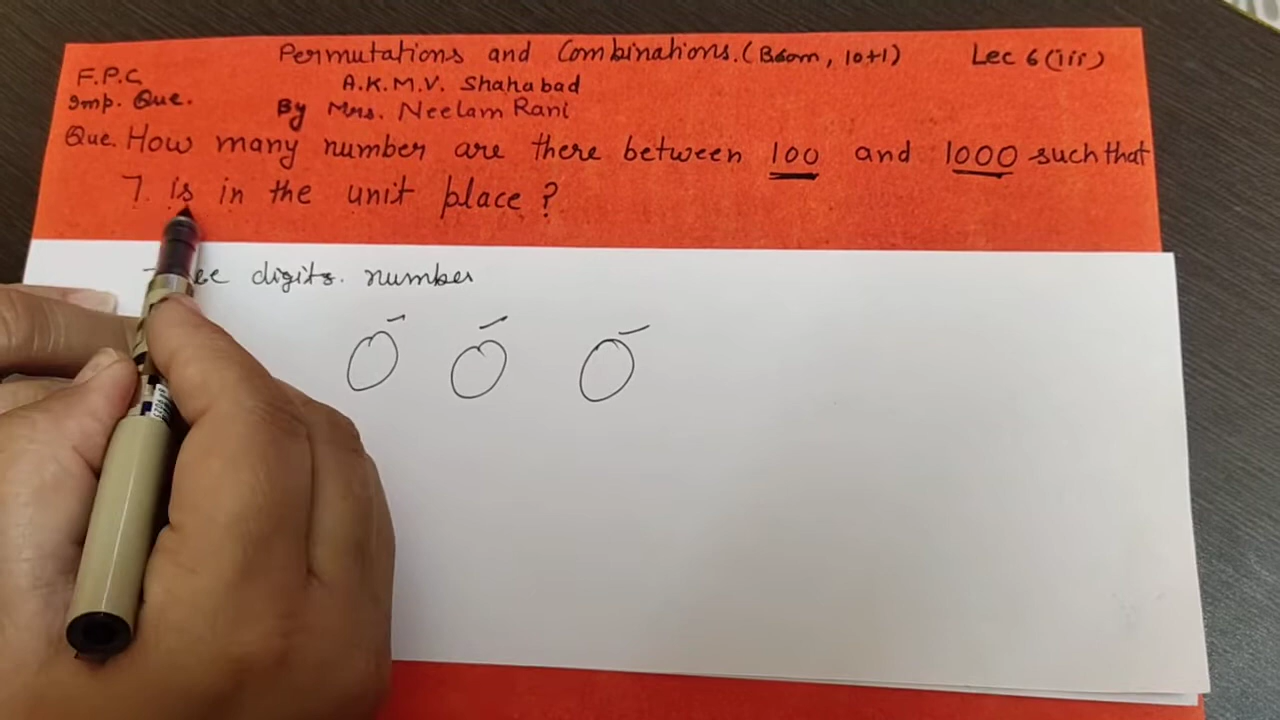 Permutations and Combinations. (Bcom, 10+1) Lec 6 (iii)
F.P.C A.K.M.V. Shahabad
Imp. Que. By Mrs. Neelam Rani
Que. How many number are there between 100 and 1000 such that
7 is in the unit place ?
digits. number